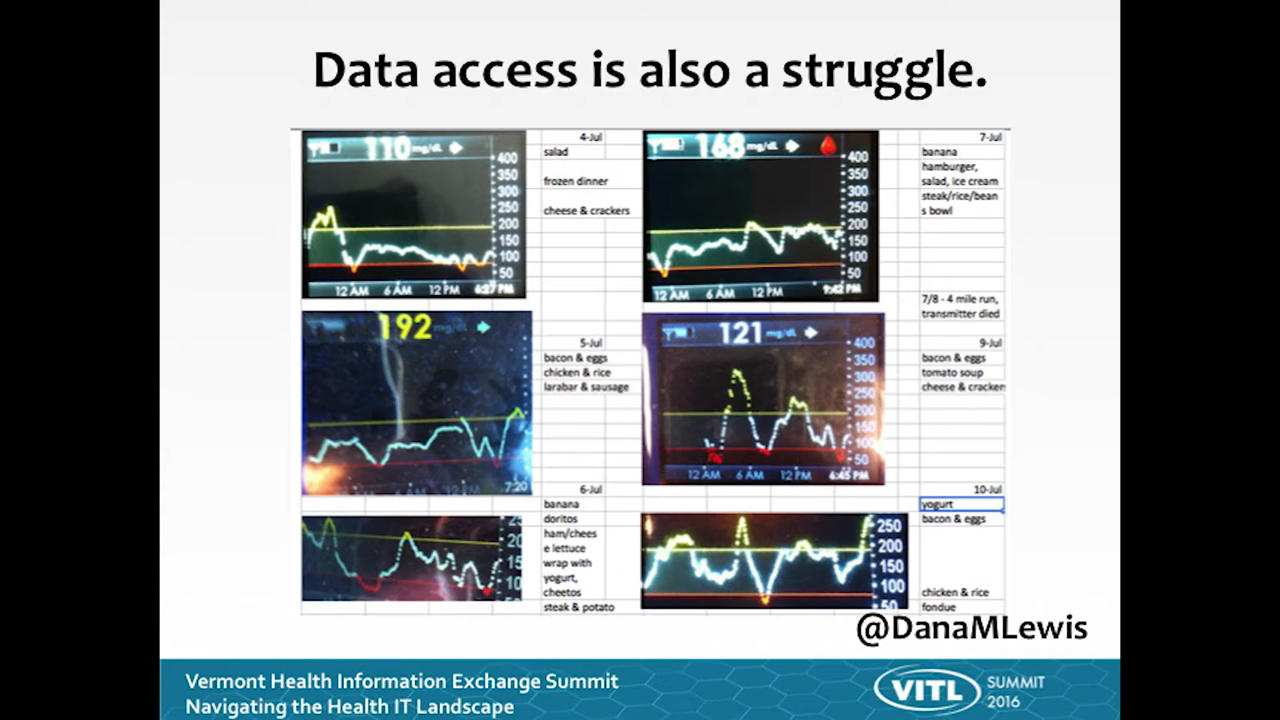 Data access is also a struggle.
110 mg/dL
400
350
300
250
200
150
100
50
12 AM 6 AM 12 PM 6:27 PM
4-Jul
salad
frozen dinner
cheese & crackers
168 mg/dL
400
350
300
250
200
150
100
50
12 AM 6 AM 12 PM 9:42 PM
7-Jul
banana
hamburger,
salad, ice cream
steak/rice/bean
s bowl
7/8 - 4 mile run,
transmitter died
192 mg/dL
7:20
5-Jul
bacon & eggs
chicken & rice
larabar & sausage
121 mg/dL
400
350
300
250
200
150
100
50
12 AM 6 AM 12 PM 6:45 PM
9-Jul
bacon & eggs
tomato soup
cheese & cracker
6-Jul
banana
doritos
ham/chees
e lettuce
wrap with
yogurt,
cheetos
steak & potato
250
200
150
100
50
10-Jul
yogurt
bacon & eggs
chicken & rice
fondue
@DanaMLewis
Vermont Health Information Exchange Summit
Navigating the Health IT Landscape
VITL
SUMMIT
2016